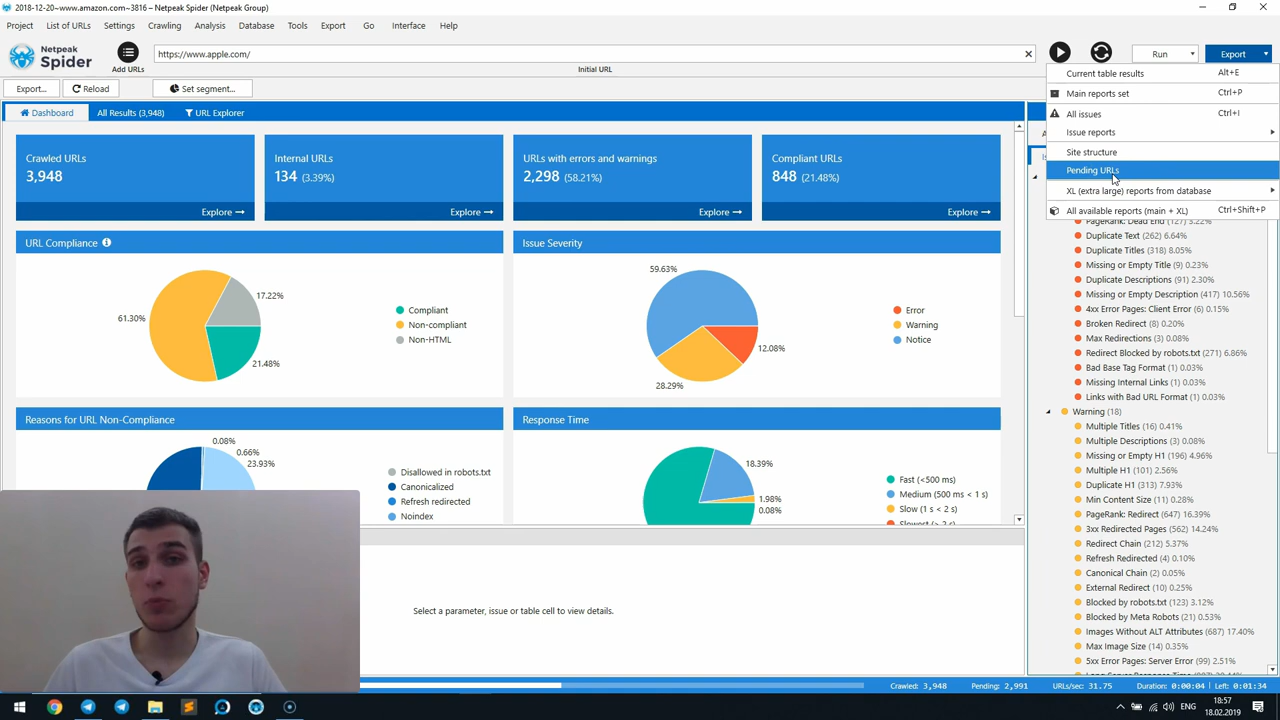 2018-12-20~www.amazon.com~3816 – (Netpeak Group)
Project List of URLs Settings Crawling Analysis Database Tools Export Go Interface Help
Netpeak
Spider
Add URLs
https://www.apple.com/
Initial URL
Run
Export
Export...
Reload
Set segment...
Dashboard
All Results (3,948)
URL Explorer
Current table results Alt+E
Main reports set Ctrl+P
All issues Ctrl+I
Issue reports
Site structure
Pending URLs
XL (extra large) reports from database
All available reports (main + XL) Ctrl+Shift+P
Crawled URLs
3,948
Explore
Internal URLs
134 (3.39%)
Explore
URLs with errors and warnings
2,298 (58.21%)
Explore
Compliant URLs
848 (21.48%)
Explore
URL Compliance
17.22%
61.30%
21.48%
Compliant
Non-compliant
Non-HTML
Issue Severity
59.63%
12.08%
28.29%
Error
Warning
Notice
Reasons for URL Non-Compliance
0.08%
0.66%
23.93%
Disallowed in robots.txt
Canonicalized
Refresh redirected
Noindex
Response Time
18.39%
1.98%
0.08%
Fast (<500 ms)
Medium (500 ms < 1 s)
Slow (1 s < 2 s)
Slowest (> 2 s)
Select a parameter, issue or table cell to view details.
PageRank: Dead End (127) 3.22%
Duplicate Text (262) 6.64%
Duplicate Titles (318) 8.05%
Missing or Empty Title (9) 0.23%
Duplicate Descriptions (91) 2.30%
Missing or Empty Description (417) 10.56%
4xx Error Pages: Client Error (6) 0.15%
Broken Redirect (8) 0.20%
Max Redirections (3) 0.08%
Redirect Blocked by robots.txt (271) 6.86%
Bad Base Tag Format (1) 0.03%
Missing Internal Links (1) 0.03%
Links with Bad URL Format (1) 0.03%
Warning (18)
Multiple Titles (16) 0.41%
Multiple Descriptions (3) 0.08%
Missing or Empty H1 (196) 4.96%
Multiple H1 (101) 2.56%
Duplicate H1 (313) 7.93%
Min Content Size (11) 0.28%
PageRank: Redirect (647) 16.39%
3xx Redirected Pages (562) 14.24%
Redirect Chain (212) 5.37%
Refresh Redirected (4) 0.10%
Canonical Chain (2) 0.05%
External Redirect (10) 0.25%
Blocked by robots.txt (123) 3.12%
Blocked by Meta Robots (21) 0.53%
Images Without ALT Attributes (687) 17.40%
Max Image Size (14) 0.35%
5xx Error Pages: Server Error (99) 2.51%
Crawled: 3,948 Pending: 2,991 URLs/sec: 31.75 Duration: 0:00:04 Left: 0:01:34
ENG
18:57
18.02.2019